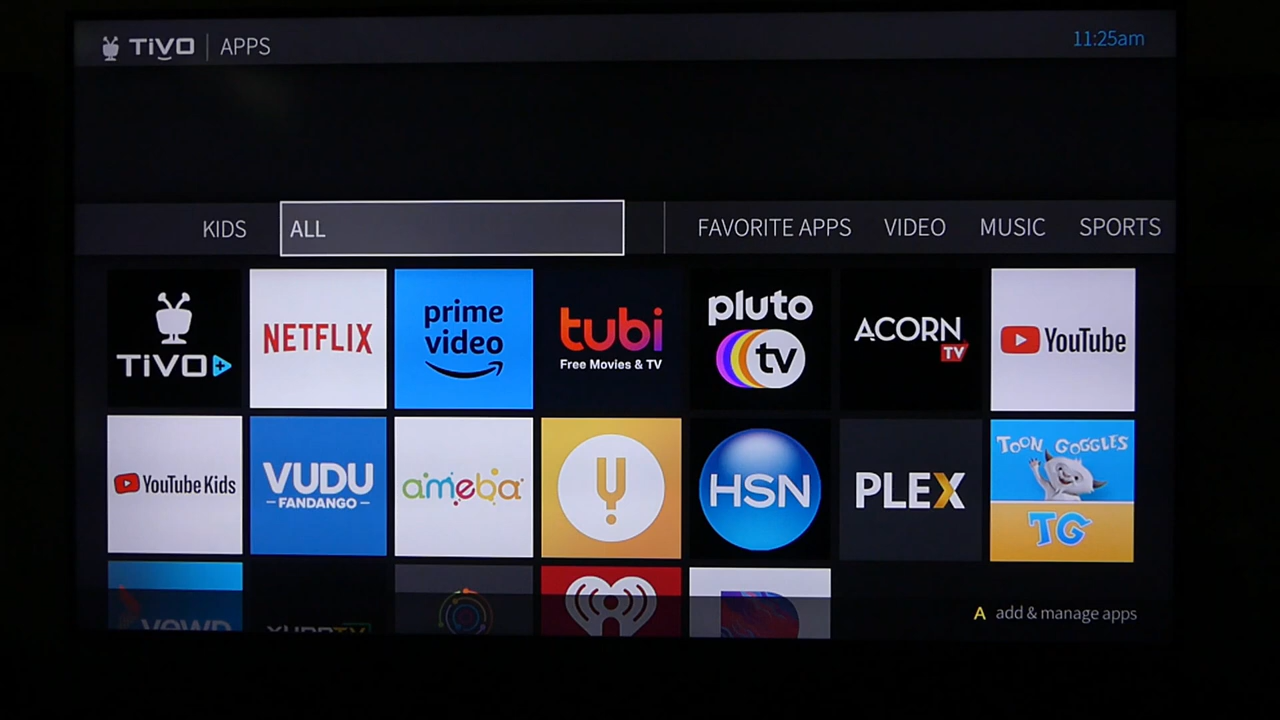 TiVo APPS 11:25am
KIDS ALL FAVORITE APPS VIDEO MUSIC SPORTS
TiVo+
NETFLIX
prime
video
tubi
Free Movies & TV
pluto
tv
ACORN
TV
YouTube
YouTube Kids
VUDU
FANDANGO
ameba
Y
HSN
PLEX
TOON GOGGLES
TG
A add & manage apps